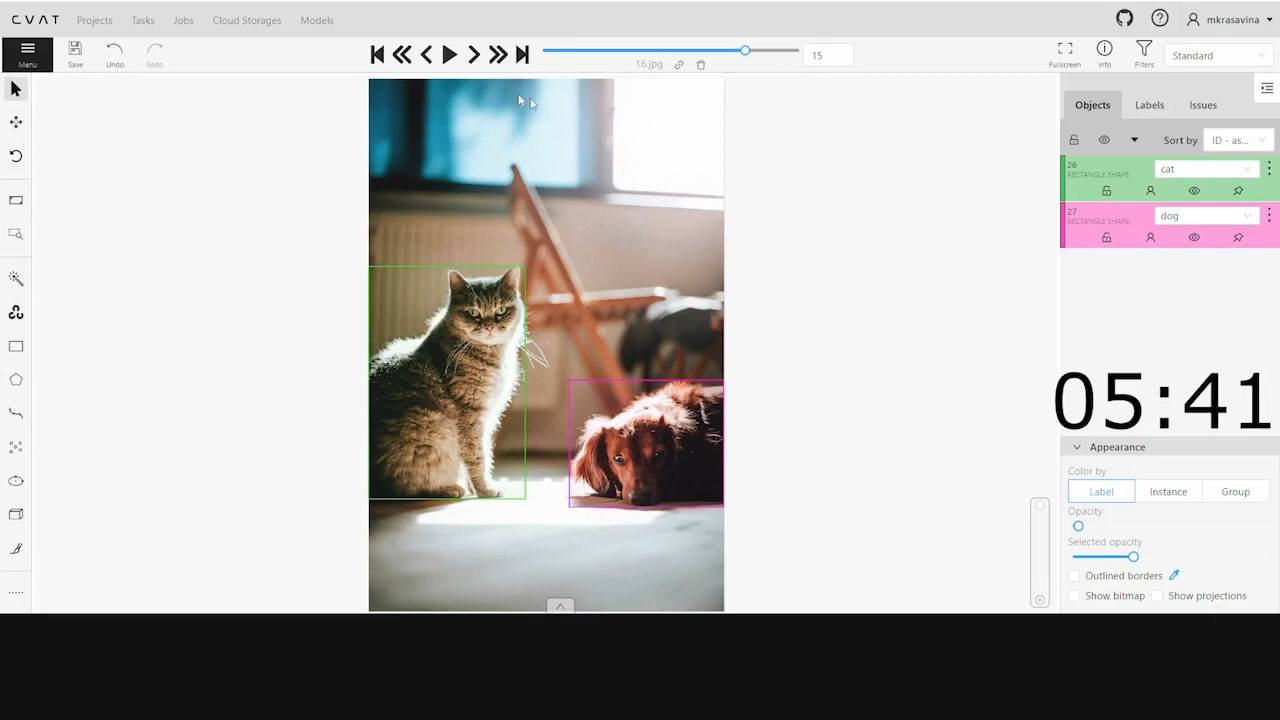 CVAT Projects Tasks Jobs Cloud Storages Models mkrasavina
Menu Save Undo Redo 15 Fullscreen Info Filters Standard
16.jpg
Objects Labels Issues
Sort by ID - as...
26 cat
RECTANGLE SHAPE
27 dog
RECTANGLE SHAPE
05:41
Appearance
Color by
Label Instance Group
Opacity
Selected opacity
Outlined borders
Show bitmap Show projections